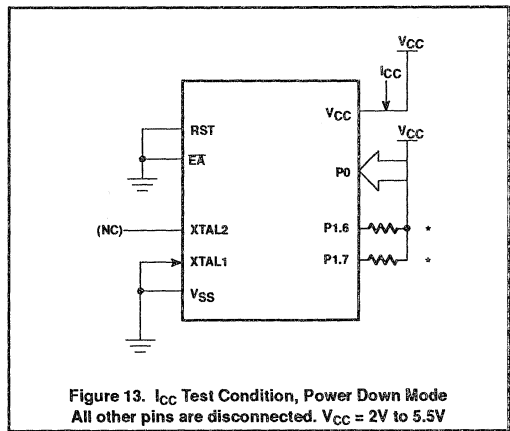 VCC
ICC
VCC
VCC
RST
EA
P0
(NC)
XTAL2
P1.6
*
XTAL1
P1.7
*
VSS
Figure 13. ICC Test Condition, Power Down Mode
All other pins are disconnected. VCC = 2V to 5.5V